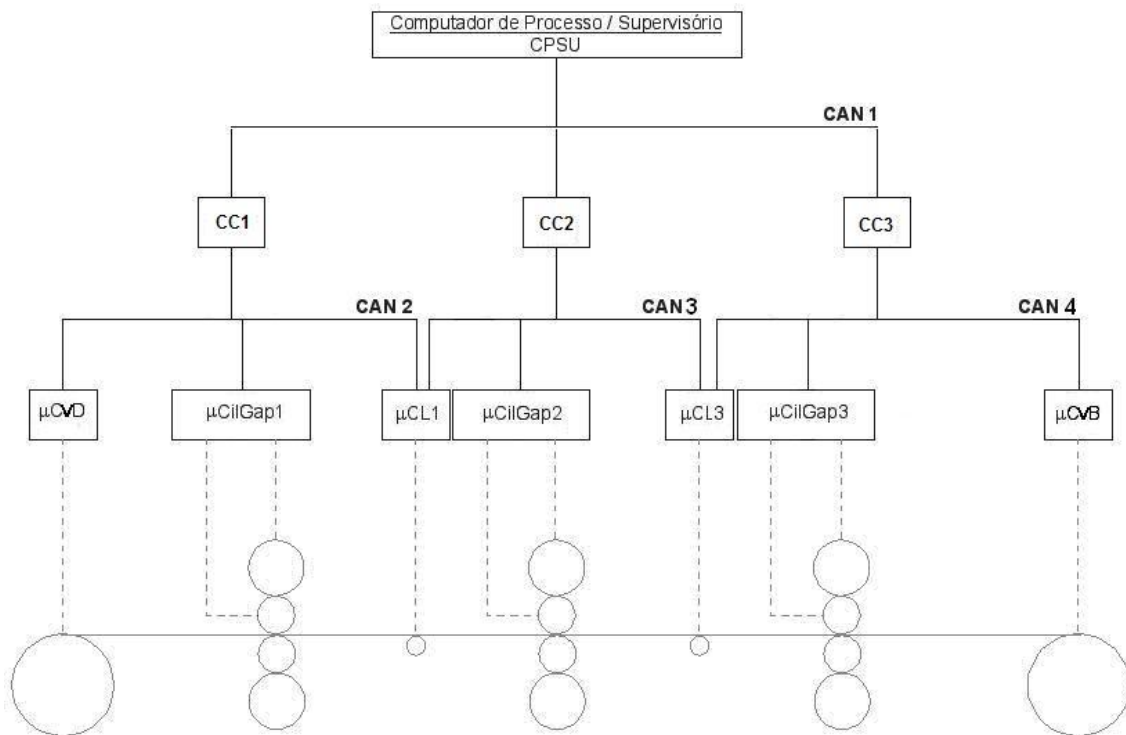 Computador de Processo / Supervisório
CPSU
CAN 1
CC1
CC2
CC3
CAN 2
CAN 3
CAN 4
μCVD
μCilGap1
μCL1
μCilGap2
μCL3
μCilGap3
μCVB